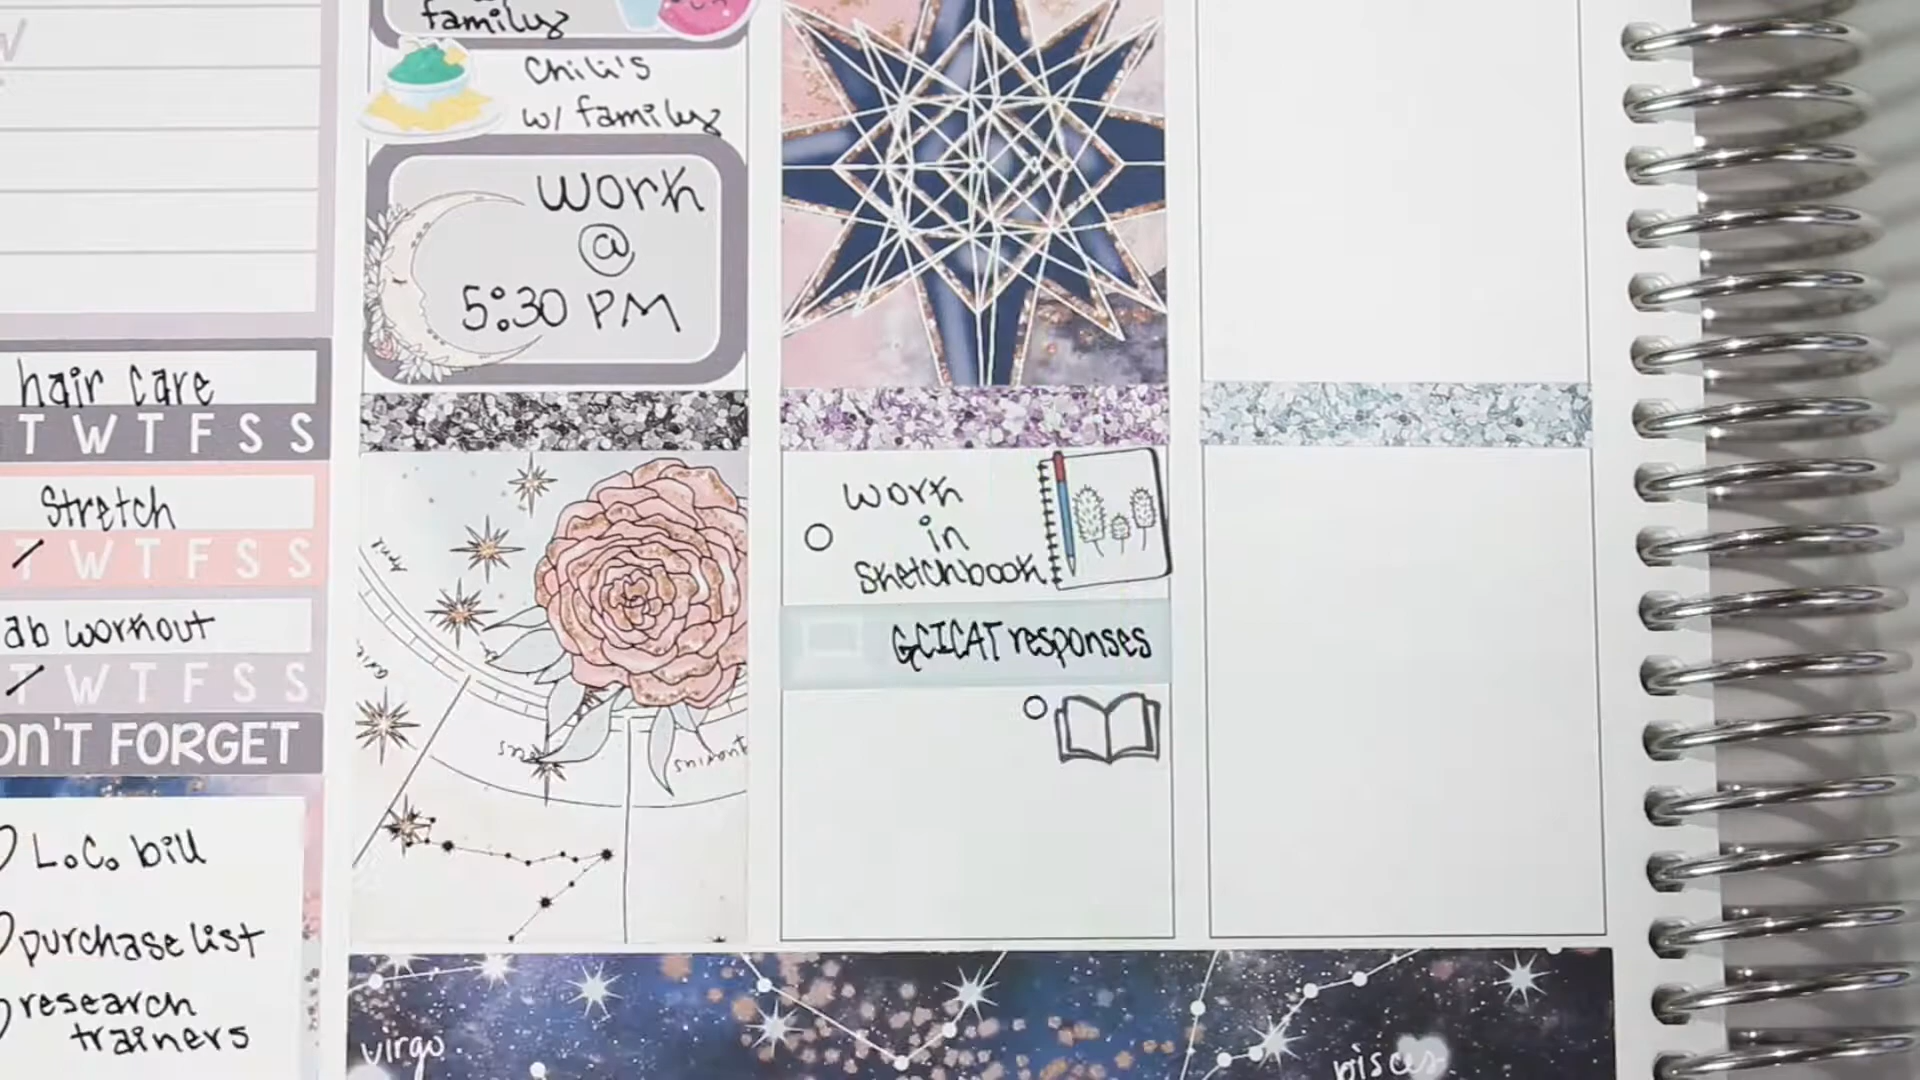 family
Chili's
w/ family
Work
@
5:30 PM
hair care
T W T F S S
Stretch
T W T F S S
ab workout
T W T F S S
ON'T FORGET
L.C. bill
purchase list
research
trainers
Work
in
Sketchbook
GCICAT responses
virgo
pisces